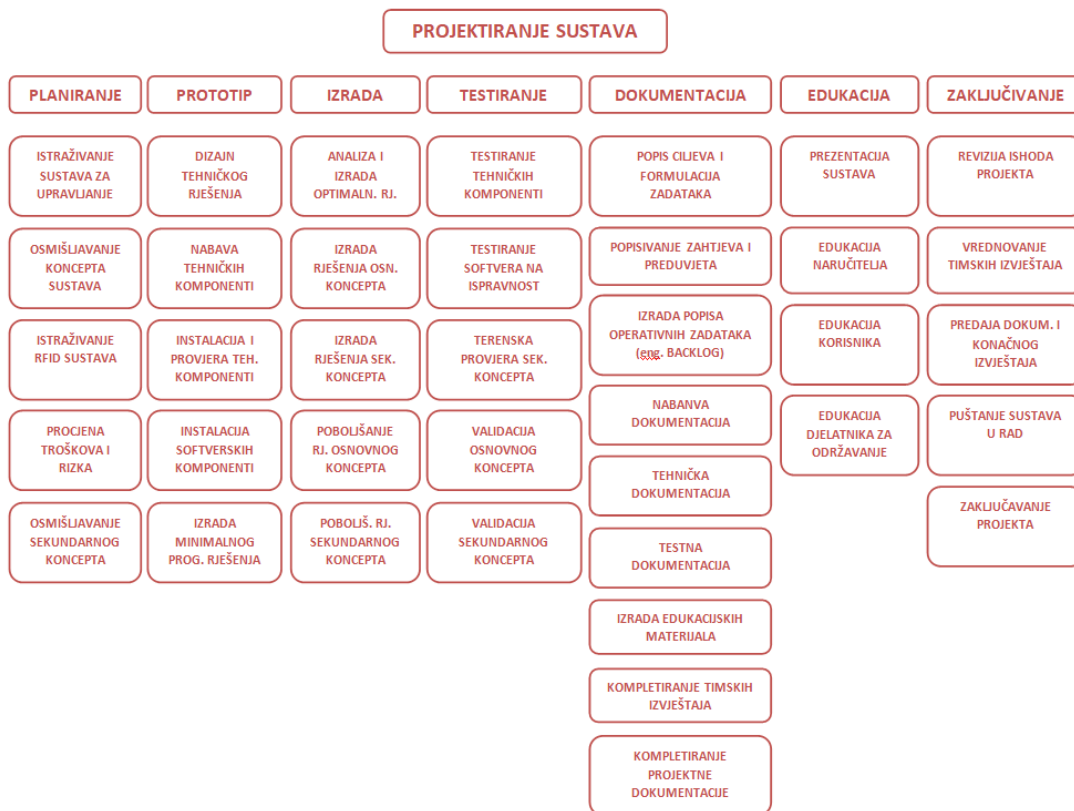 PROJEKTIRANJE SUSTAVA
PLANIRANJE
ISTRAŽIVANJE
SUSTAVA ZA
UPRAVLJANJE
OSMIŠLJAVANJE
KONCEPTA
SUSTAVA
ISTRAŽIVANJE
RFID SUSTAVA
PROCJENA
TROŠKOVA I
RIZKA
OSMIŠLJAVANJE
SEKUNDARNOG
KONCEPTA
PROTOTIP
DIZAJN
TEHNIČKOG
RJEŠENJA
NABAVA
TEHNIČKIH
KOMPONENTI
INSTALACIJA I
PROVJERA TEH.
KOMPONENTI
INSTALACIJA
SOFTVERSKIH
KOMPONENTI
IZRADA
MINIMALNOG
PROG. RJEŠENJA
IZRADA
ANALIZA I
IZRADA
OPTIMALN. RJ.
IZRADA
RJEŠENJA OSN.
KONCEPTA
IZRADA
RJEŠENJA SEK.
KONCEPTA
POBOLJŠANJE
RJ. OSNOVNOG
KONCEPTA
POBOLJŠ. RJ.
SEKUNDARNOG
KONCEPTA
TESTIRANJE
TESTIRANJE
TEHNIČKIH
KOMPONENTI
TESTIRANJE
SOFTVERA NA
ISPRAVNOST
TERENSKA
PROVJERA SEK.
KONCEPTA
VALIDACIJA
OSNOVNOG
KONCEPTA
VALIDACIJA
SEKUNDARNOG
KONCEPTA
DOKUMENTACIJA
POPIS CILJEVA I
FORMULACIJA
ZADATAKA
POPISIVANJE ZAHTJEVA I
PREDUVJETA
IZRADA POPISA
OPERATIVNIH ZADATAKA
(eng. BACKLOG)
NABANVA
DOKUMENTACIJA
TEHNIČKA
DOKUMENTACIJA
TESTNA
DOKUMENTACIJA
IZRADA EDUKACIJSKIH
MATERIJALA
KOMPLETIRANJE TIMSKIH
IZVJEŠTAJA
KOMPLETIRANJE
PROJEKTNE
DOKUMENTACIJE
EDUKACIJA
PREZENTACIJA
SUSTAVA
EDUKACIJA
NARUČITELJA
EDUKACIJA
KORISNIKA
EDUKACIJA
DJELATNIKA ZA
ODRŽAVANJE
ZAKLJUČIVANJE
REVIZIJA ISHODA
PROJEKTA
VREDNOVANJE
TIMSKIH IZVJEŠTAJA
PREDAJA DOKUM. I
KONAČNOG
IZVJEŠTAJA
PUŠTANJE SUSTAVA
U RAD
ZAKLJUČAVANJE
PROJEKTA